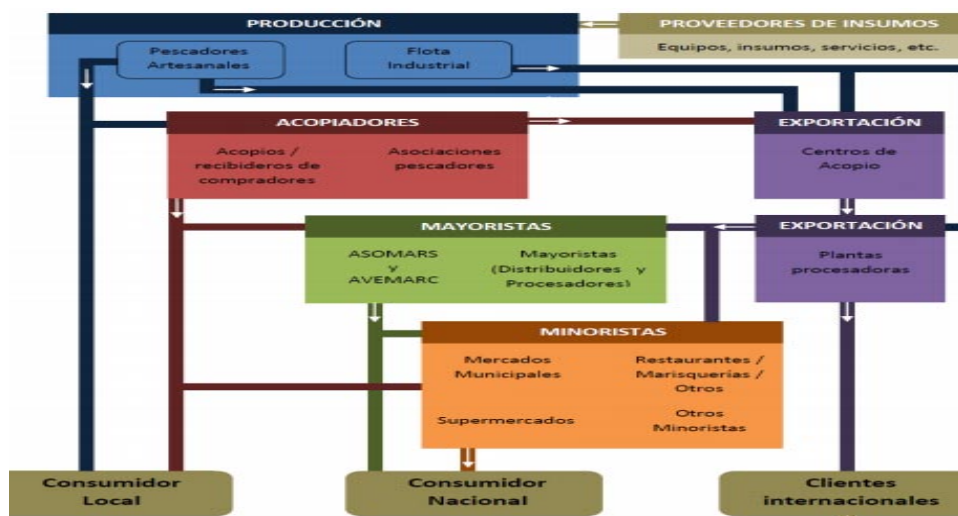 PRODUCCIÓN
Pescadores
Artesanales
Flota
Industrial
PROVEEDORES DE INSUMOS
Equipos, insumos, servicios, etc.
ACOPIADORES
Acopios /
recibideros de
compradores
Asociaciones
pescadores
EXPORTACIÓN
Centros de
Acopio
MAYORISTAS
ASOMARS
y
AVEMARC
Mayoristas
(Distribuidores y
Procesadores)
EXPORTACIÓN
Plantas
procesadoras
MINORISTAS
Mercados
Municipales
Restaurantes /
Marisquerías /
Otros
Supermercados
Otros
Minoristas
Consumidor
Local
Consumidor
Nacional
Clientes
internacionales